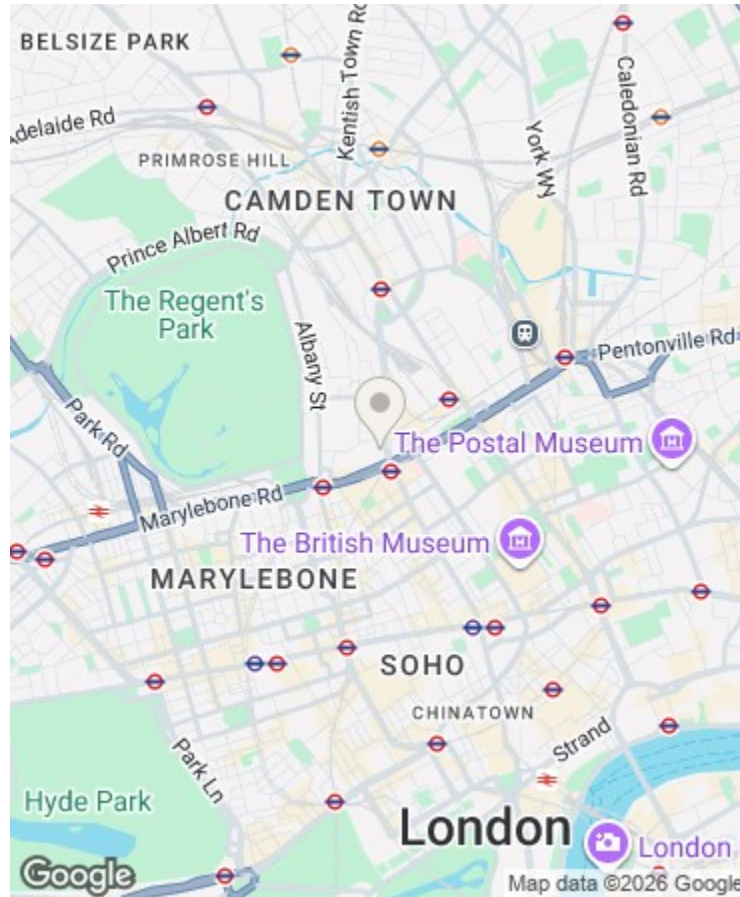 BELSIZE PARK
Kentish Town Rd
Caledonian Rd
Adelaide Rd
York Wy
PRIMROSE HILL
CAMDEN TOWN
Prince Albert Rd
The Regent's
Park
Albany St
Pentonville Rd
Park Rd
The Postal Museum
Marylebone Rd
The British Museum
MARYLEBONE
SOHO
CHINATOWN
Strand
Park Ln
Hyde Park
London
London
Google
Map data ©2026 Google